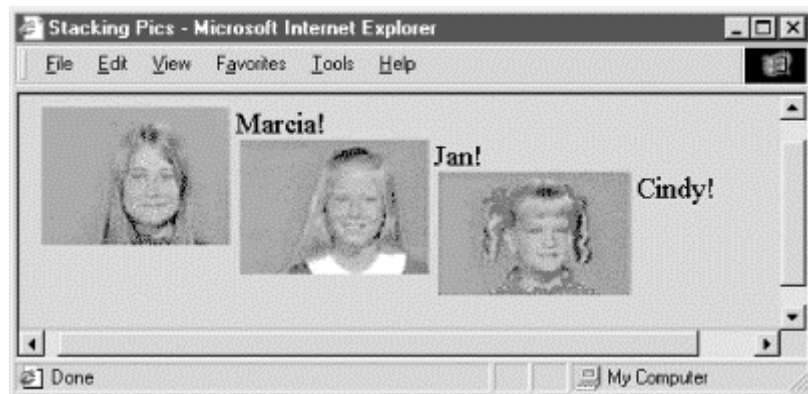 Stacking Pics - Microsoft Internet Explorer
File Edit View Favorites Tools Help
Marcia!
Jan!
Cindy!
Done
My Computer